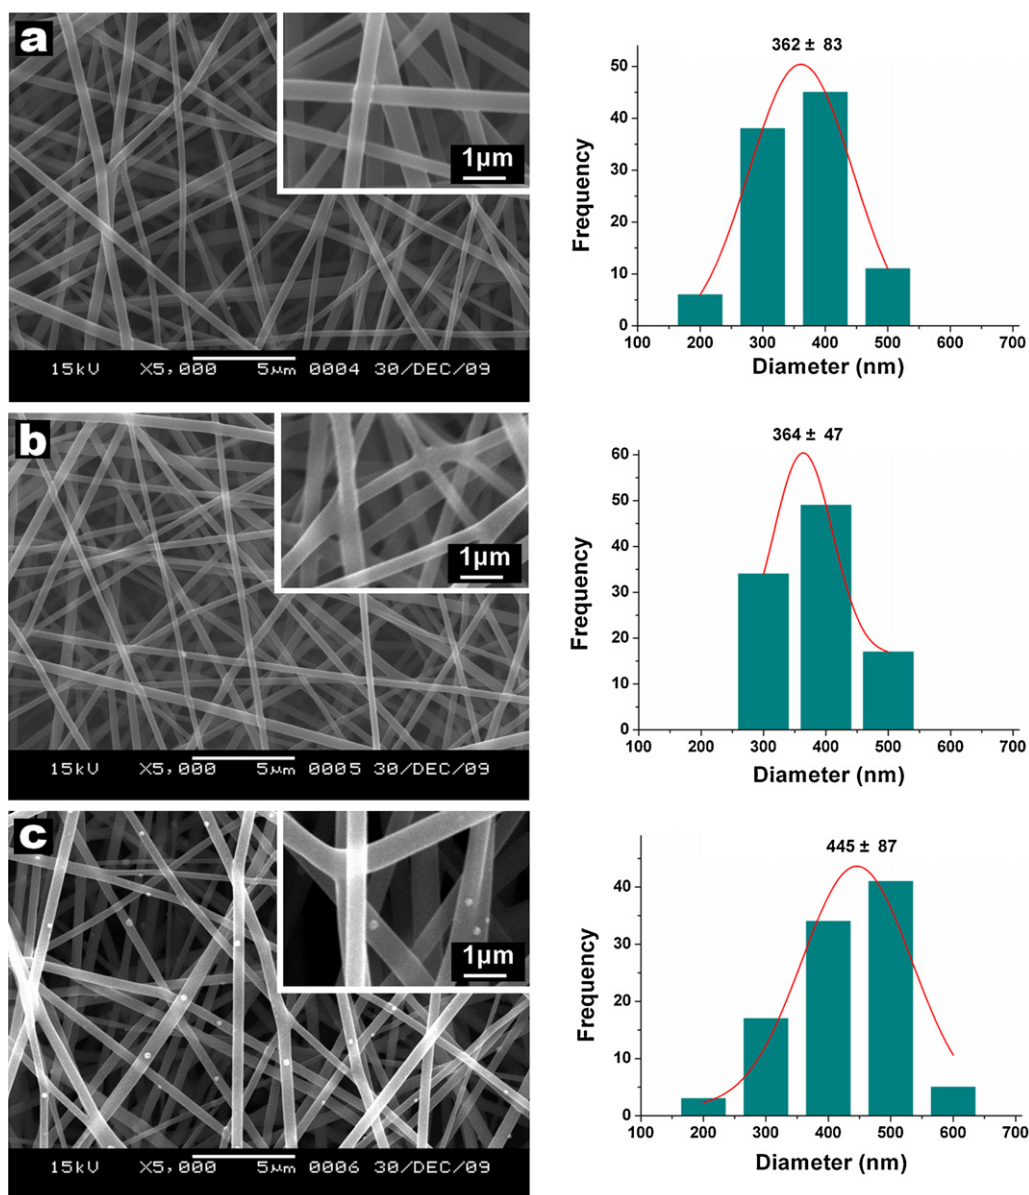 a
1µm
15kV X5,000 5µm 0004 30/DEC/09
362 ± 83
Frequency
50
40
30
20
10
0
100 200 300 400 500 600 700
Diameter (nm)
b
1µm
15kV X5,000 5µm 0005 30/DEC/09
364 ± 47
Frequency
60
50
40
30
20
10
0
100 200 300 400 500 600 700
Diameter (nm)
c
1µm
15kV X5,000 5µm 0006 30/DEC/09
445 ± 87
Frequency
40
30
20
10
0
100 200 300 400 500 600 700
Diameter (nm)